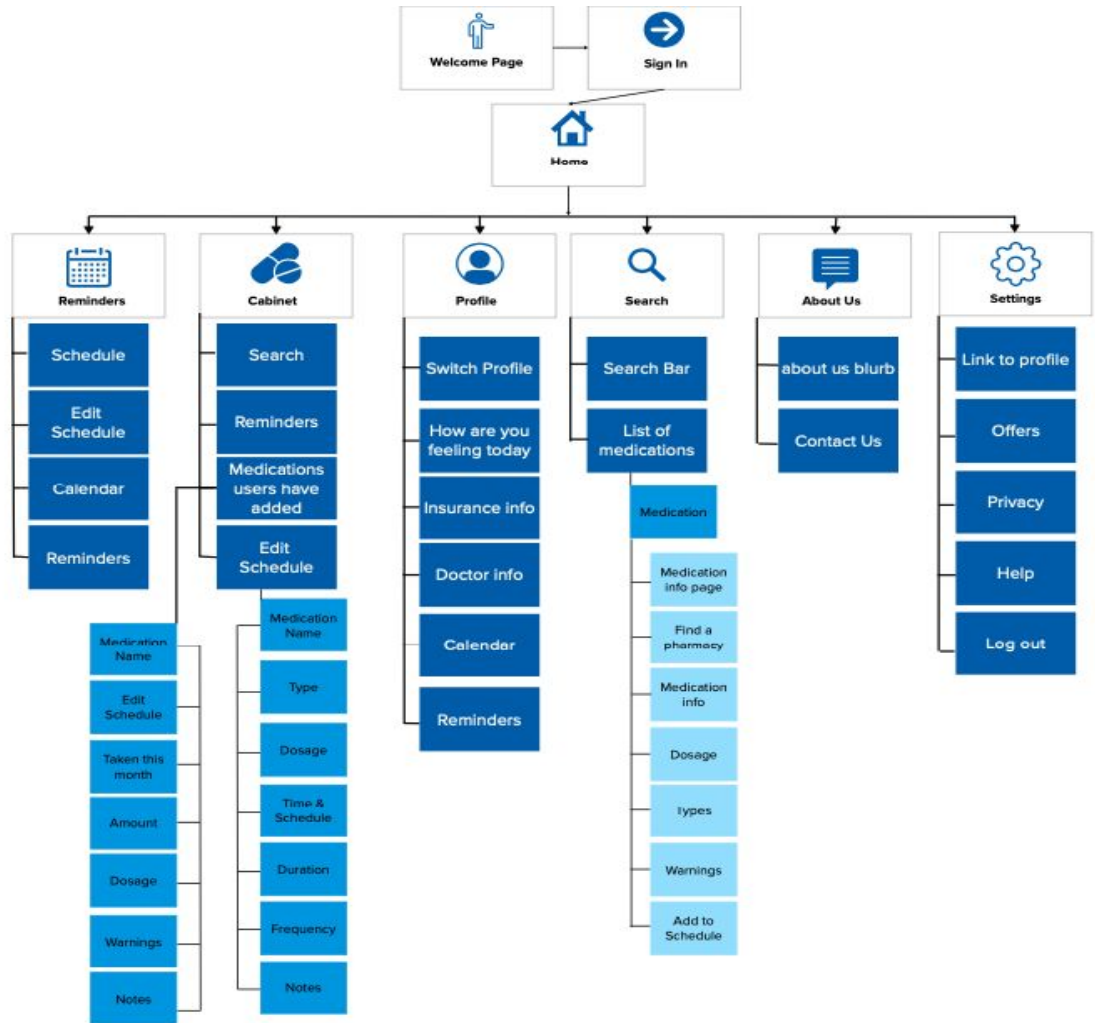 Welcome Page
Sign In
Home
Reminders
Cabinet
Profile
Search
About Us
Settings
Schedule
Edit
Schedule
Calendar
Reminders
Search
Reminders
Medications
users have
added
Edit
Schedule
Medication
Name
Edit
Schedule
Taken this
month
Amount
Dosage
Warnings
Notes
Medication
Name
Type
Dosage
Time &
Schedule
Duration
Frequency
Notes
Switch Profile
How are you
feeling today
Insurance info
Doctor info
Calendar
Reminders
Search Bar
List of
medications
Medication
Medication
info page
Find a
pharmacy
Medication
info
Dosage
Types
Warnings
Add to
Schedule
about us blurb
Contact Us
Link to profile
Offers
Privacy
Help
Log out